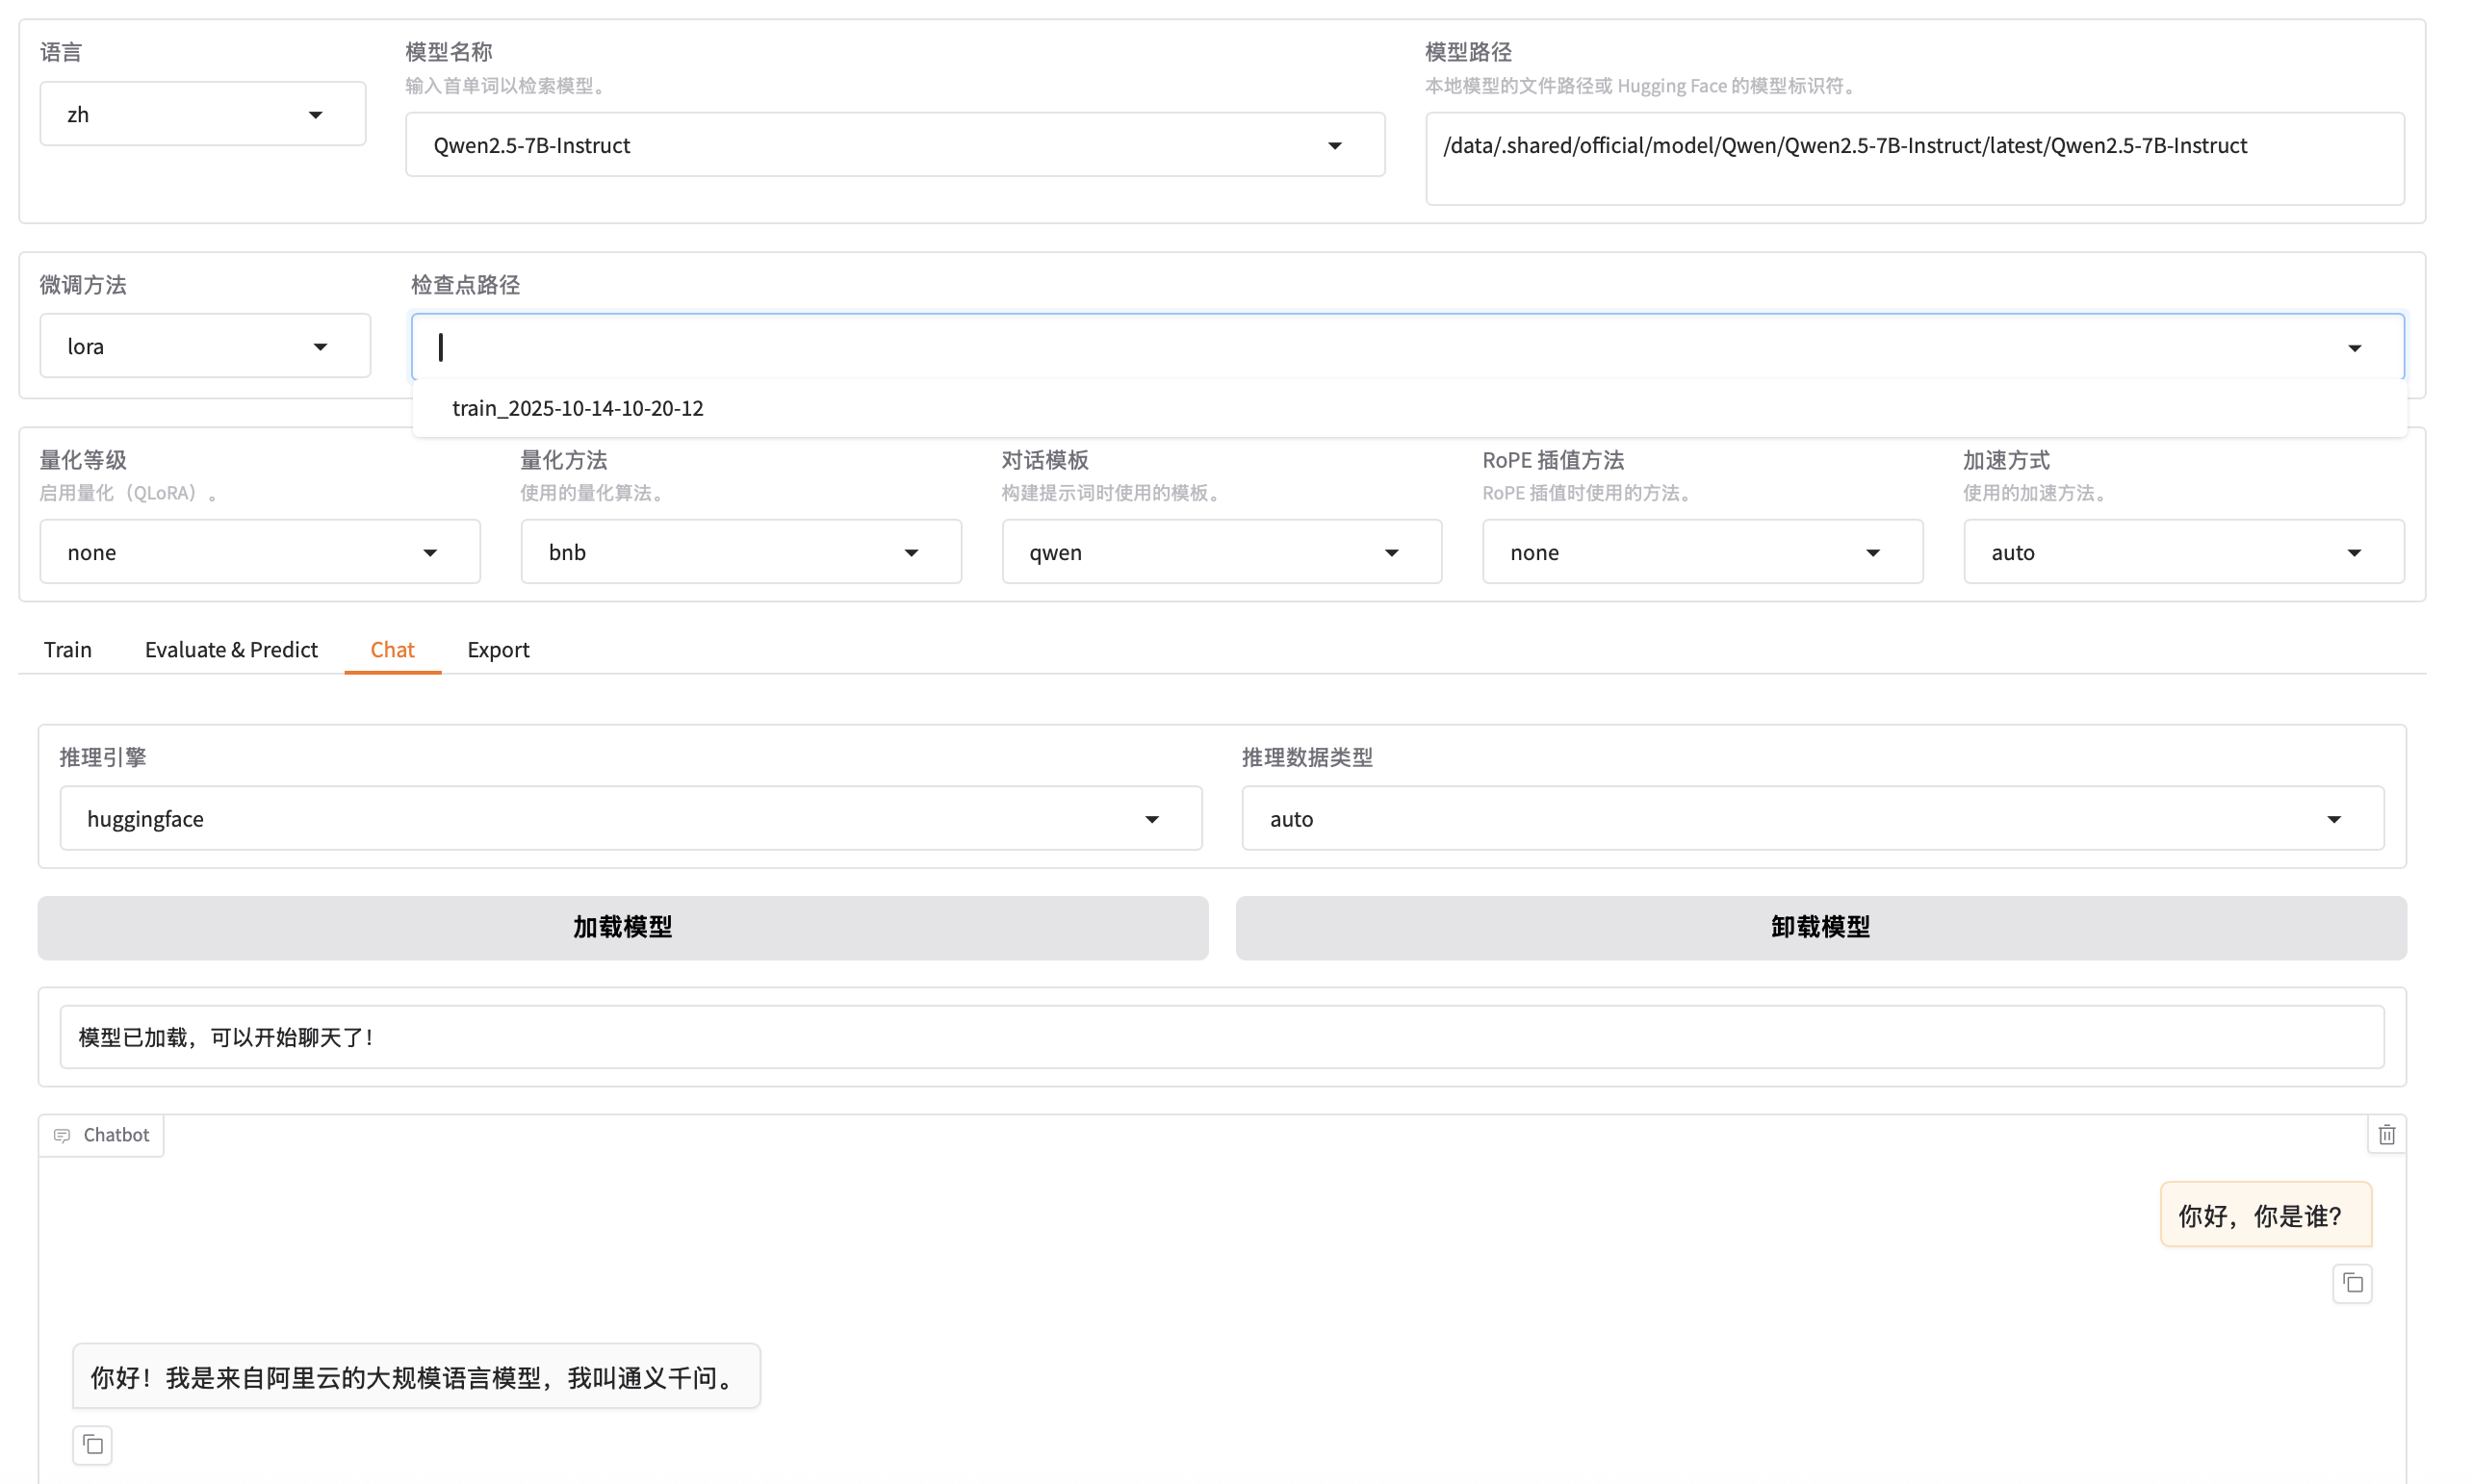 语言
模型名称
模型路径
输入首单词以检索模型。
本地模型的文件路径或 Hugging Face 的模型标识符。
zh
Qwen2.5-7B-Instruct
/data/.shared/official/model/Qwen/Qwen2.5-7B-Instruct/latest/Qwen2.5-7B-Instruct
微调方法
检查点路径
lora
train_2025-10-14-10-20-12
量化等级
量化方法
对话模板
RoPE 插值方法
加速方式
启用量化（QLoRA）。
使用的量化算法。
构建提示词时使用的模板。
RoPE 插值时使用的方法。
使用的加速方法。
none
bnb
qwen
none
auto
Train
Evaluate & Predict
Chat
Export
推理引擎
推理数据类型
huggingface
auto
加载模型
卸载模型
模型已加载，可以开始聊天了！
Chatbot
你好，你是谁？
你好！我是来自阿里云的大规模语言模型，我叫通义千问。